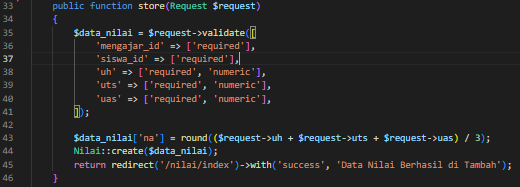 33 public function store(Request $request)
34 {
35 $data_nilai = $request->validate([
36 'mengajar_id' => ['required'],
37 'siswa_id' => ['required'],
38 'uh' => ['required', 'numeric'],
39 'uts' => ['required', 'numeric'],
40 'uas' => ['required', 'numeric'],
41 ]);
42
43 $data_nilai['na'] = round(($request->uh + $request->uts + $request->uas) / 3);
44 Nilai::create($data_nilai);
45 return redirect('/nilai/index')->with('success', 'Data Nilai Berhasil di Tambah');
46 }